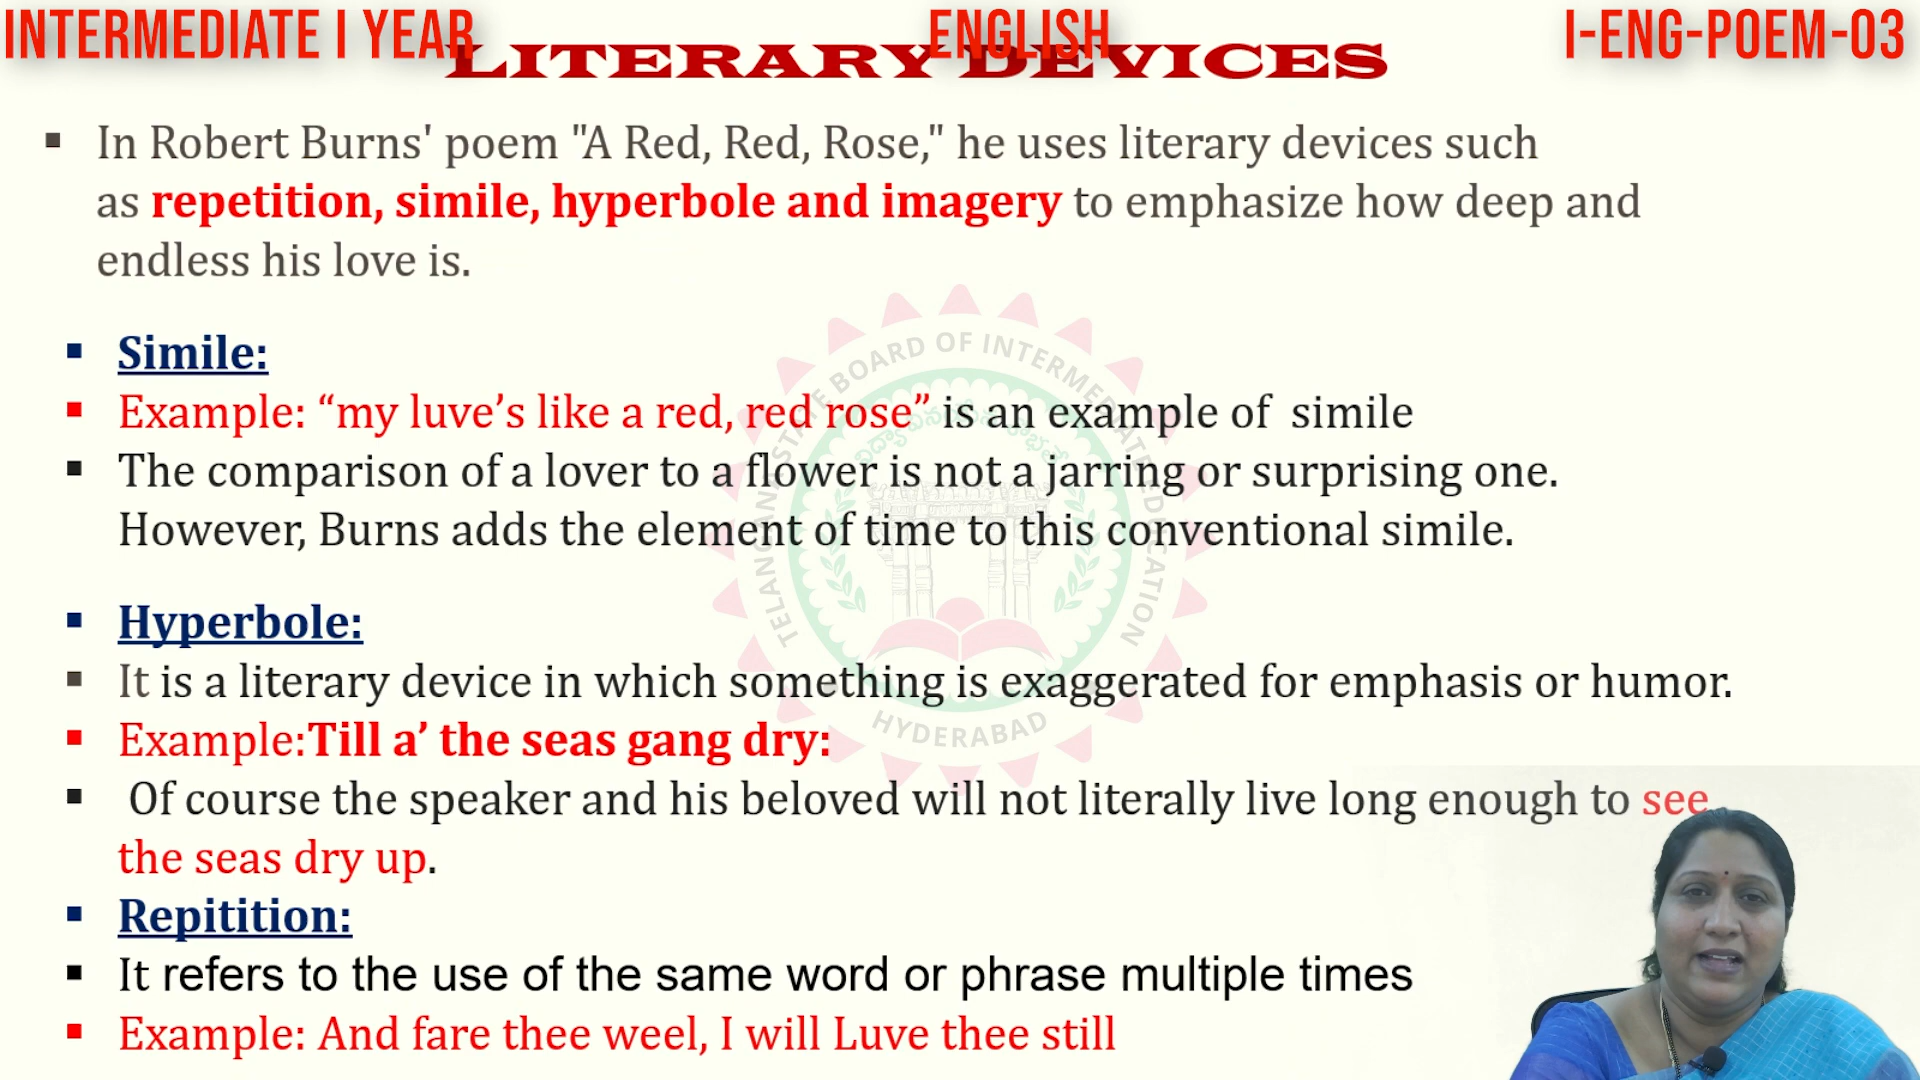 INTERMEDIATE I YEAR
ENGLISH
I-ENG-POEM-03
LITERARY DEVICES
▪ In Robert Burns' poem "A Red, Red, Rose," he uses literary devices such
as repetition, simile, hyperbole and imagery to emphasize how deep and
endless his love is.
▪ Simile:
▪ Example: “my luve’s like a red, red rose” is an example of simile
▪ The comparison of a lover to a flower is not a jarring or surprising one.
However, Burns adds the element of time to this conventional simile.
▪ Hyperbole:
▪ It is a literary device in which something is exaggerated for emphasis or humor.
▪ Example:Till a’ the seas gang dry:
▪ Of course the speaker and his beloved will not literally live long enough to see
the seas dry up.
▪ Repitition:
▪ It refers to the use of the same word or phrase multiple times
▪ Example: And fare thee weel, I will Luve thee still
TELANGANA STATE BOARD OF INTERMEDIATE EDUCATION
HYDERABAD